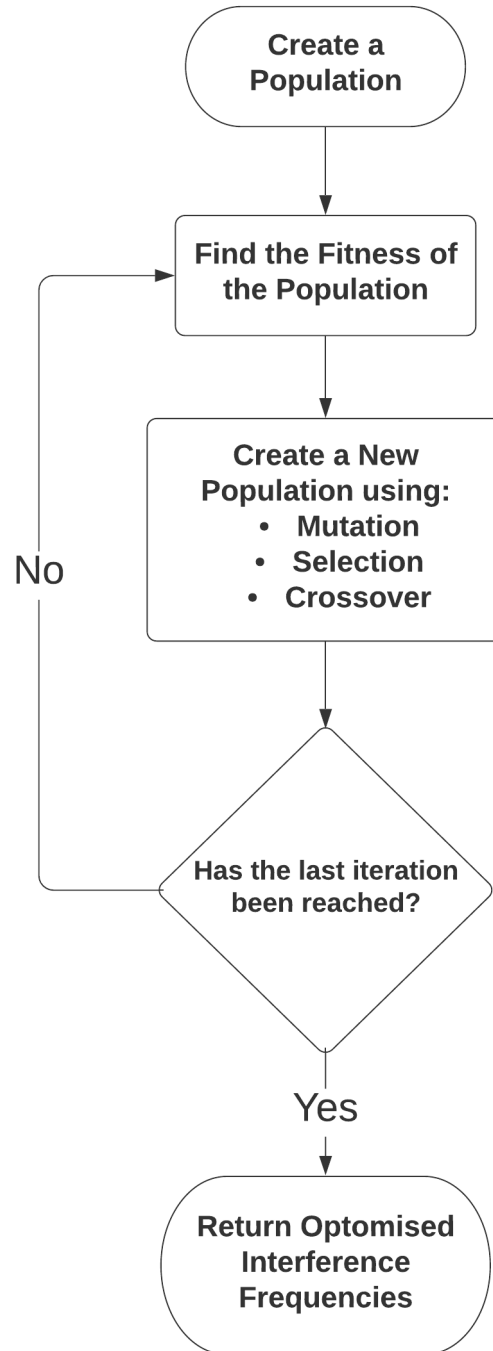 Create a
Population
Find the Fitness of
the Population
Create a New
Population using:
• Mutation
• Selection
• Crossover
No
Has the last iteration
been reached?
Yes
Return Optomised
Interference
Frequencies